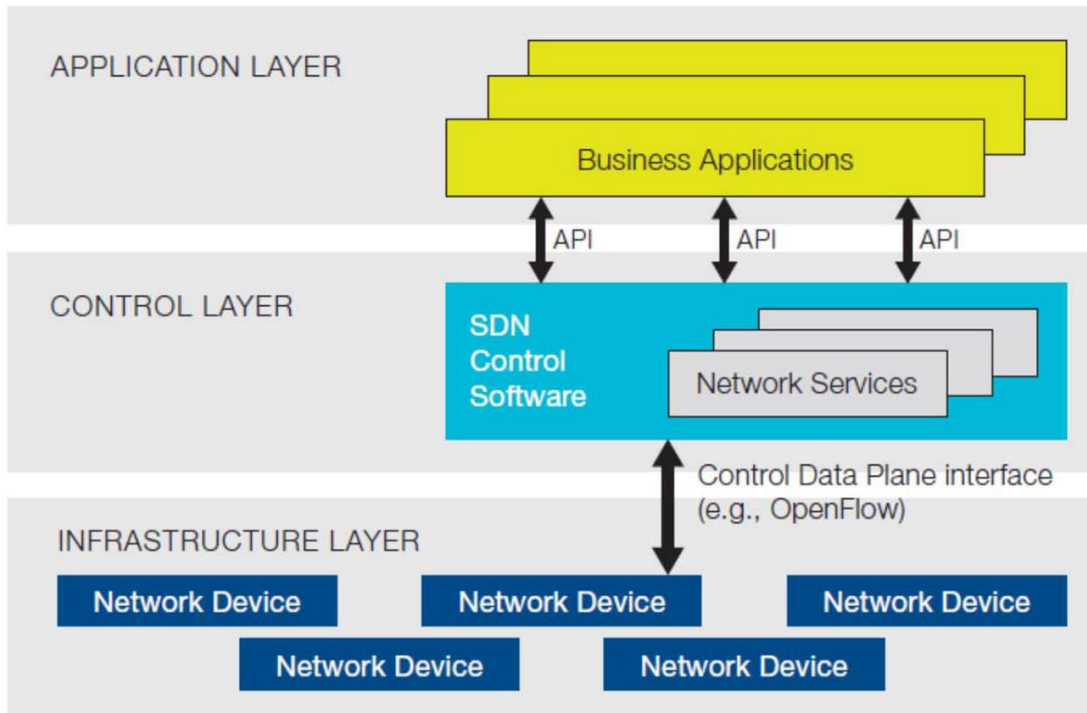 APPLICATION LAYER
Business Applications
API
API
API
CONTROL LAYER
SDN
Control
Software
Network Services
Control Data Plane interface
(e.g., OpenFlow)
INFRASTRUCTURE LAYER
Network Device
Network Device
Network Device
Network Device
Network Device